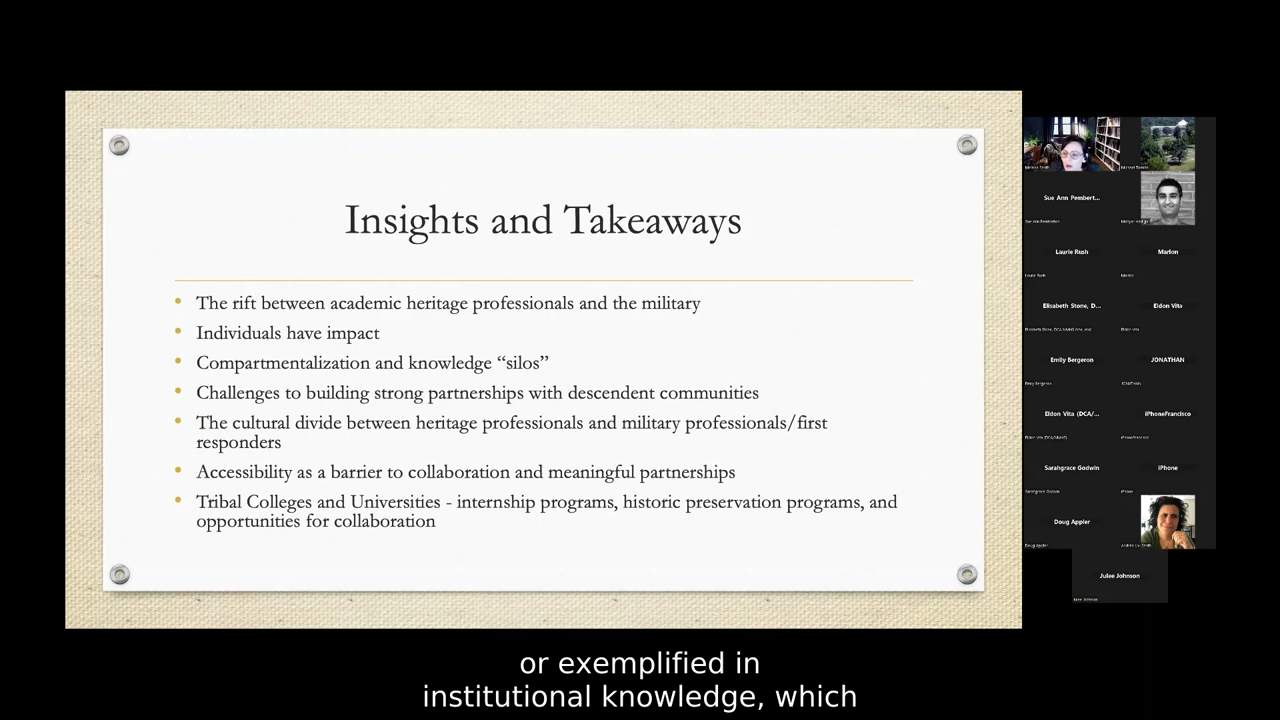 Insights and Takeaways
The rift between academic heritage professionals and the military
Individuals have impact
Compartmentalization and knowledge “silos”
Challenges to building strong partnerships with descendent communities
The cultural divide between heritage professionals and military professionals/first
responders
Accessibility as a barrier to collaboration and meaningful partnerships
Tribal Colleges and Universities - internship programs, historic preservation programs, and
opportunities for collaboration
Sue Ann Pembert...
Laurie Rush
Marlon
Elisabeth Stone, D...
Eldon Vita
Emily Bergeron
JONATHAN
Eldon Vita (DCA/...
iPhoneFrancisco
Sarahgrace Godwin
iPhone
Doug Appler
Julee Johnson
or exemplified in
institutional knowledge, which